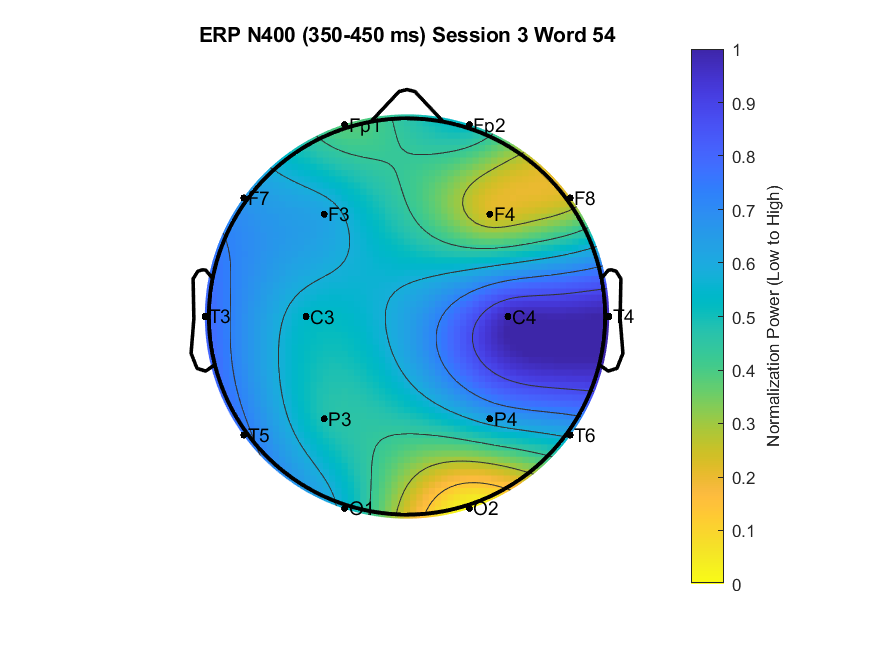 ERP N400 (350-450 ms) Session 3 Word 54
Fp1 Fp2
F7 F8
F3 F4
T3 C3 C4 T4
P3 P4
T5 T6
O1 O2
1
0.9
0.8
0.7
0.6
0.5
0.4
0.3
0.2
0.1
0
Normalization Power (Low to High)